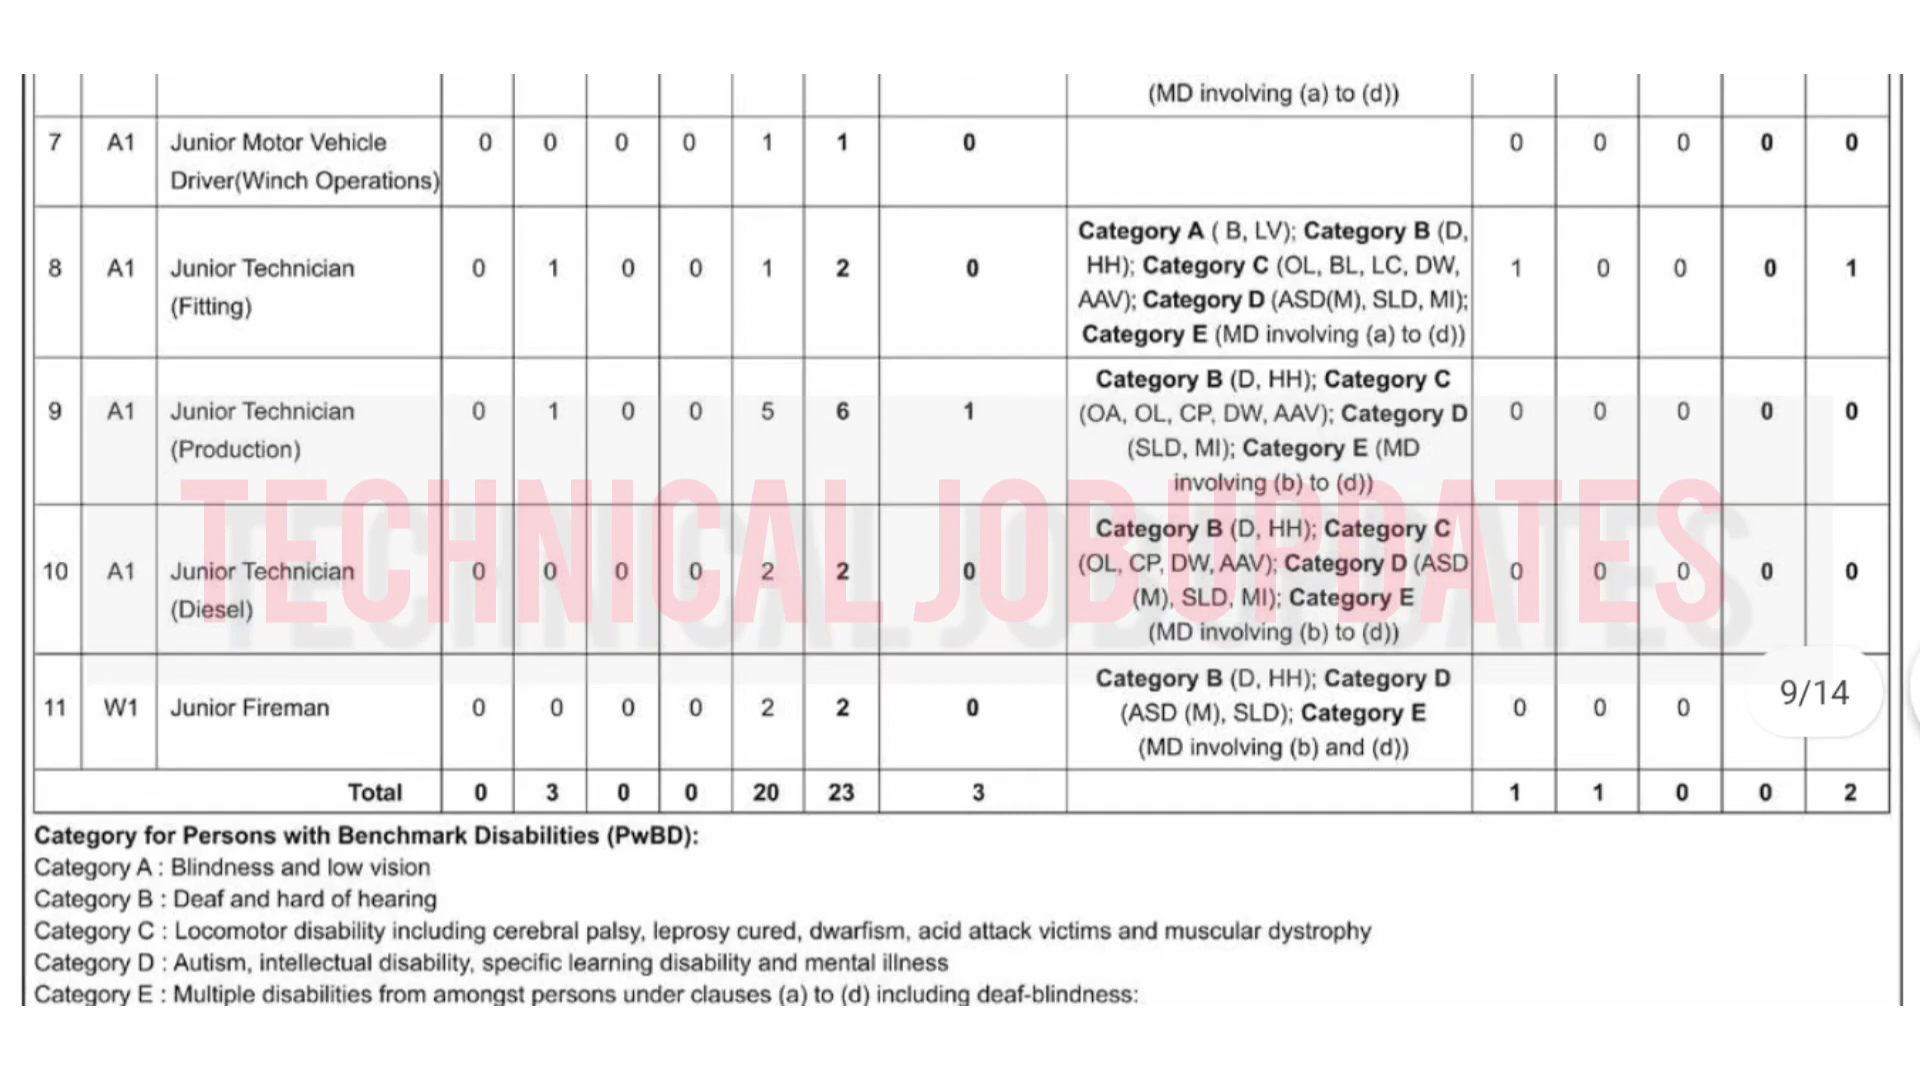 (MD involving (a) to (d))
7 A1 Junior Motor Vehicle 0 0 0 0 1 1 0 0 0 0 0 0
Driver(Winch Operations)
Category A ( B, LV); Category B (D,
8 A1 Junior Technician 0 1 0 0 1 2 0 HH); Category C (OL, BL, LC, DW, 1 0 0 0 1
(Fitting) AAV); Category D (ASD(M), SLD, MI);
Category E (MD involving (a) to (d))
Category B (D, HH); Category C
9 A1 Junior Technician 0 1 0 0 5 6 1 (OA, OL, CP, DW, AAV); Category D 0 0 0 0 0
(Production) (SLD, MI); Category E (MD
involving (b) to (d))
TECHNICAL JOB UPDATES
Category B (D, HH); Category C
10 A1 Junior Technician 0 0 0 0 2 2 0 (OL, CP, DW, AAV); Category D (ASD 0 0 0 0 0
(Diesel) (M), SLD, MI); Category E
(MD involving (b) to (d))
Category B (D, HH); Category D
11 W1 Junior Fireman 0 0 0 0 2 2 0 (ASD (M), SLD); Category E 0 0 0
(MD involving (b) and (d))
9/14
Total 0 3 0 0 20 23 3 1 1 0 0 2
Category for Persons with Benchmark Disabilities (PwBD):
Category A : Blindness and low vision
Category B : Deaf and hard of hearing
Category C : Locomotor disability including cerebral palsy, leprosy cured, dwarfism, acid attack victims and muscular dystrophy
Category D : Autism, intellectual disability, specific learning disability and mental illness
Category E : Multiple disabilities from amongst persons under clauses (a) to (d) including deaf-blindness: